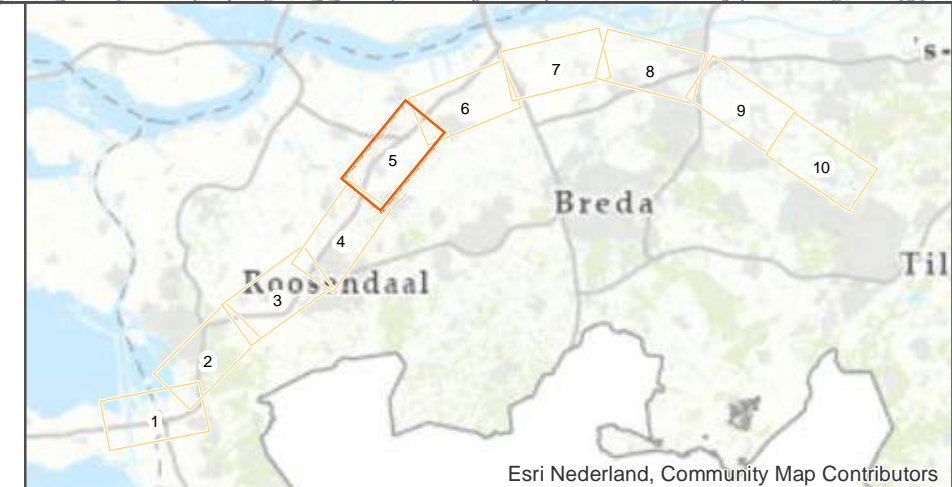 's-
7
8
6
9
5
10
Breda
4
Til
Roosendaal
3
2
1
Esri Nederland, Community Map Contributors